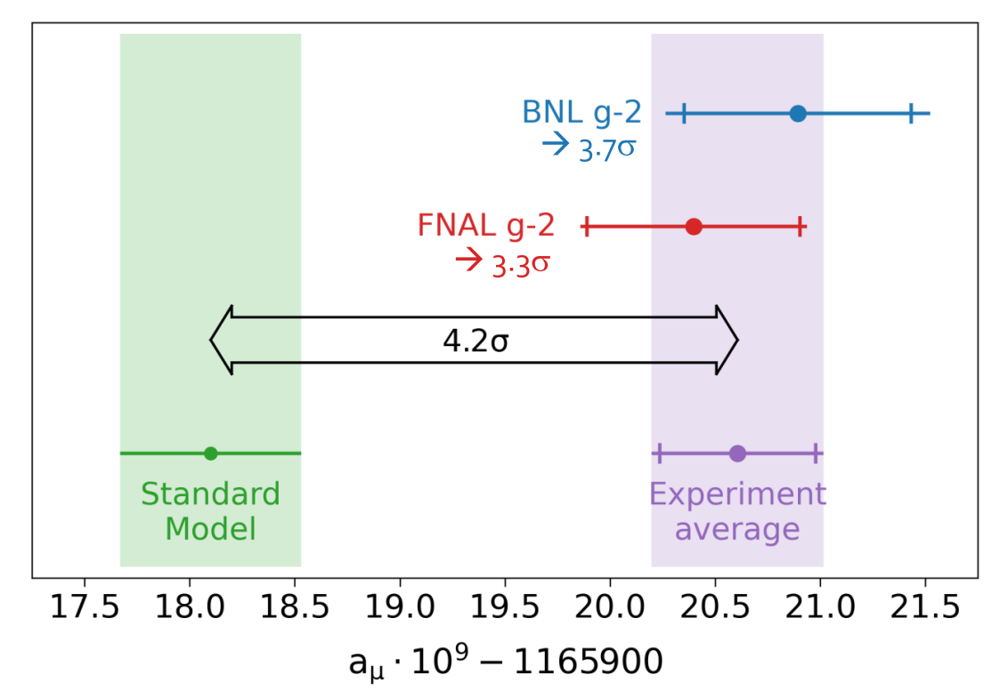 BNL g-2
→ 3.7σ
FNAL g-2
→ 3.3σ
4.2σ
Standard
Model
Experiment
average
17.5 18.0 18.5 19.0 19.5 20.0 20.5 21.0 21.5
aμ · 10⁹ − 1165900